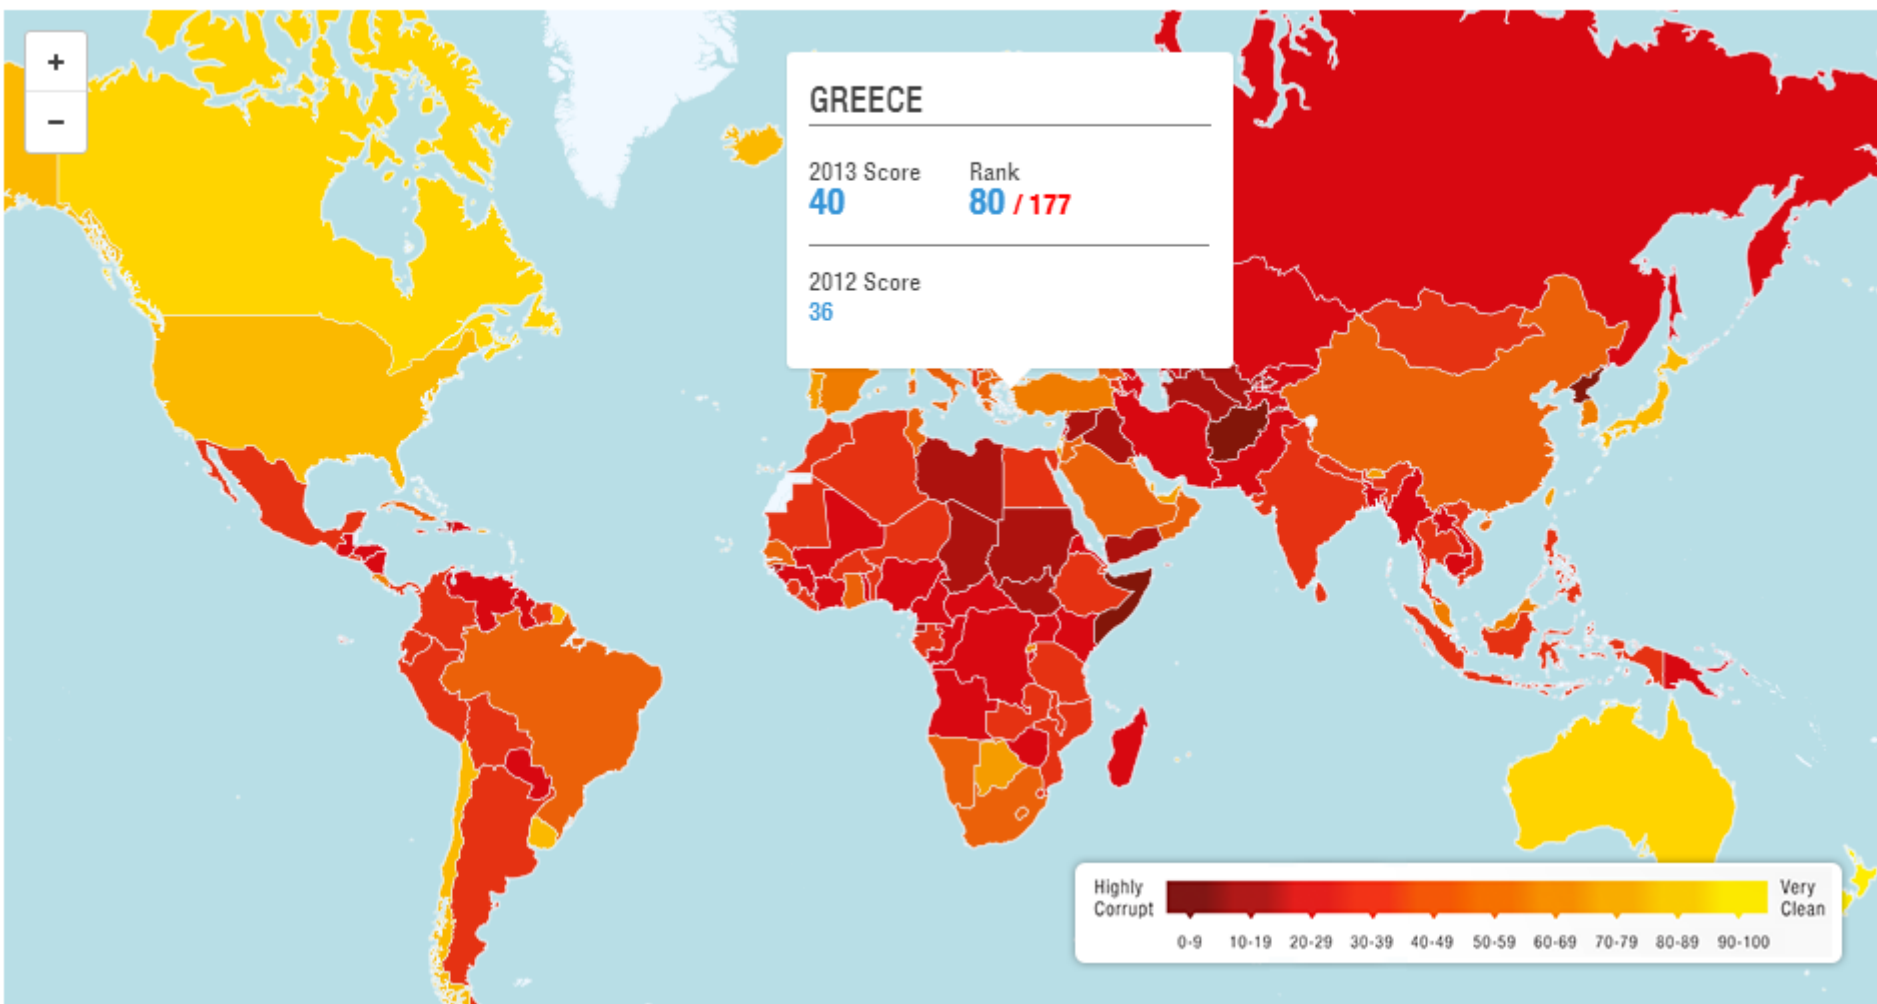 +
−
GREECE
2013 Score Rank
40 80 / 177
2012 Score
36
Highly Corrupt
Very Clean
0-9 10-19 20-29 30-39 40-49 50-59 60-69 70-79 80-89 90-100